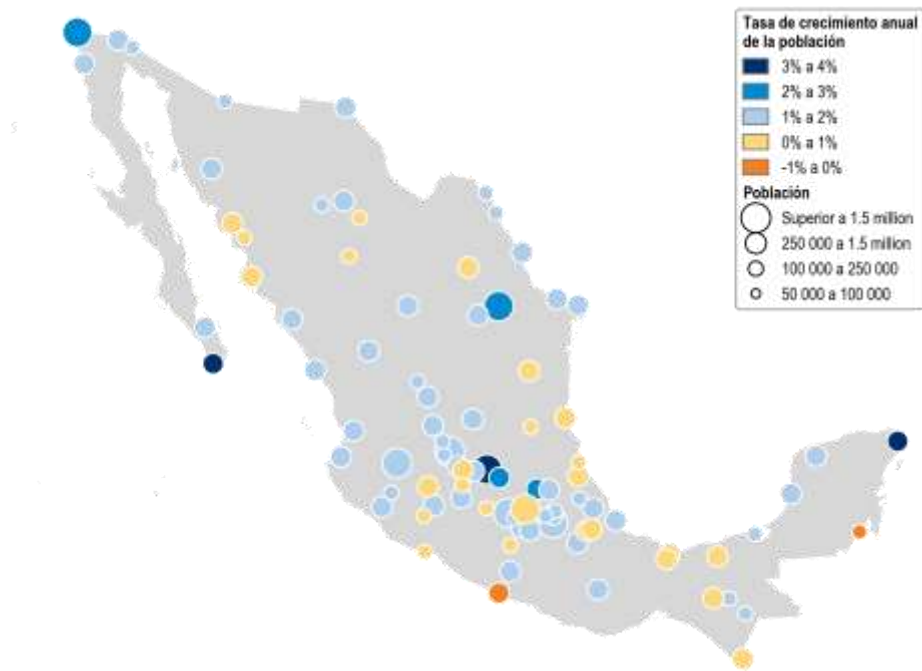 Tasa de crecimiento anual
de la población
3% a 4%
2% a 3%
1% a 2%
0% a 1%
-1% a 0%
Población
Superior a 1.5 million
250 000 a 1.5 million
100 000 a 250 000
50 000 a 100 000